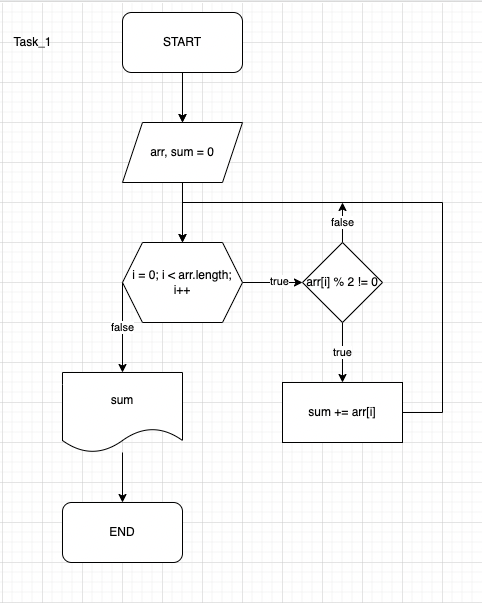 START
Task_1
arr, sum = 0
false
i = 0; i < arr.length;
i++
true
arr[i] % 2 != 0
false
true
sum
sum += arr[i]
END